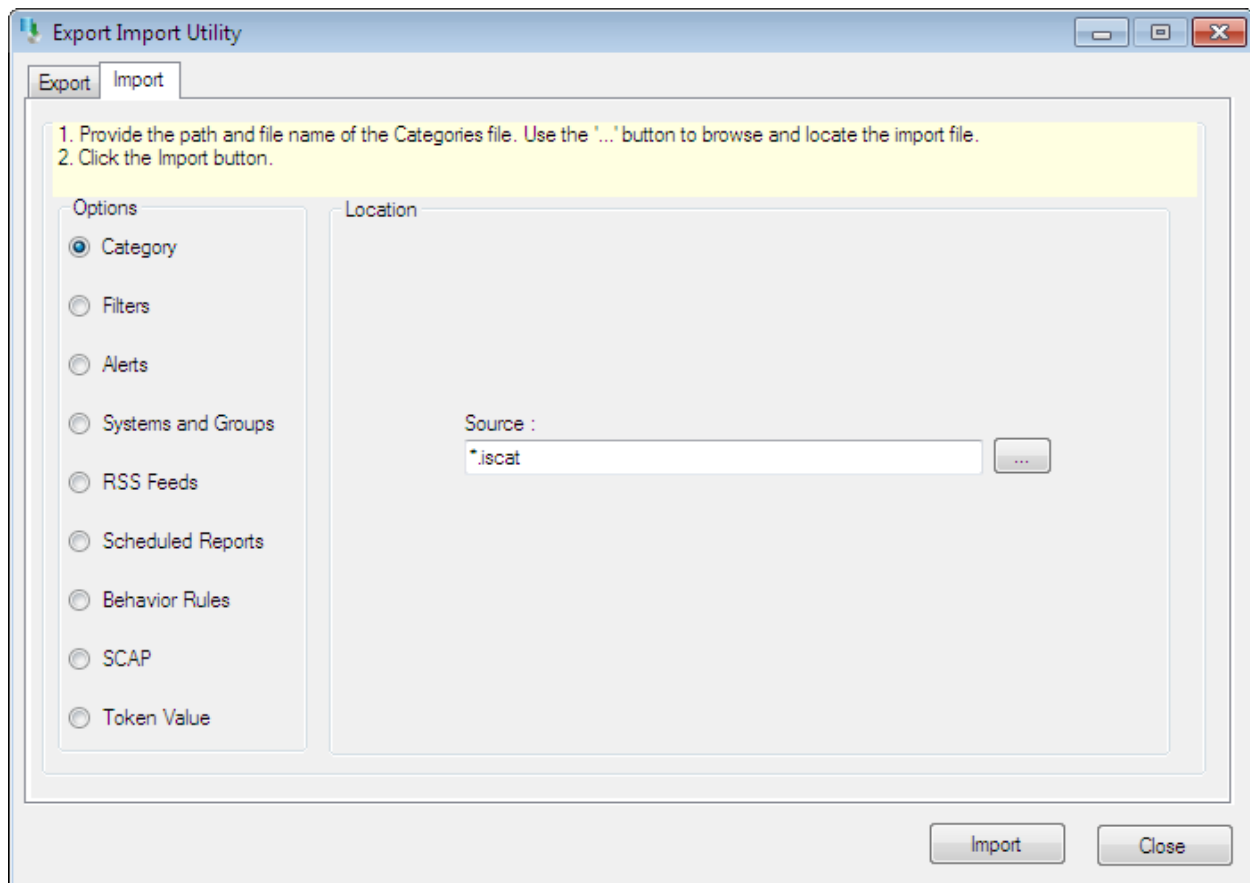 Export Import Utility
Export
Import
1. Provide the path and file name of the Categories file. Use the '...' button to browse and locate the import file.
2. Click the Import button.
Options
Location
Category
Filters
Alerts
Systems and Groups
Source :
*.iscat
...
RSS Feeds
Scheduled Reports
Behavior Rules
SCAP
Token Value
Import
Close